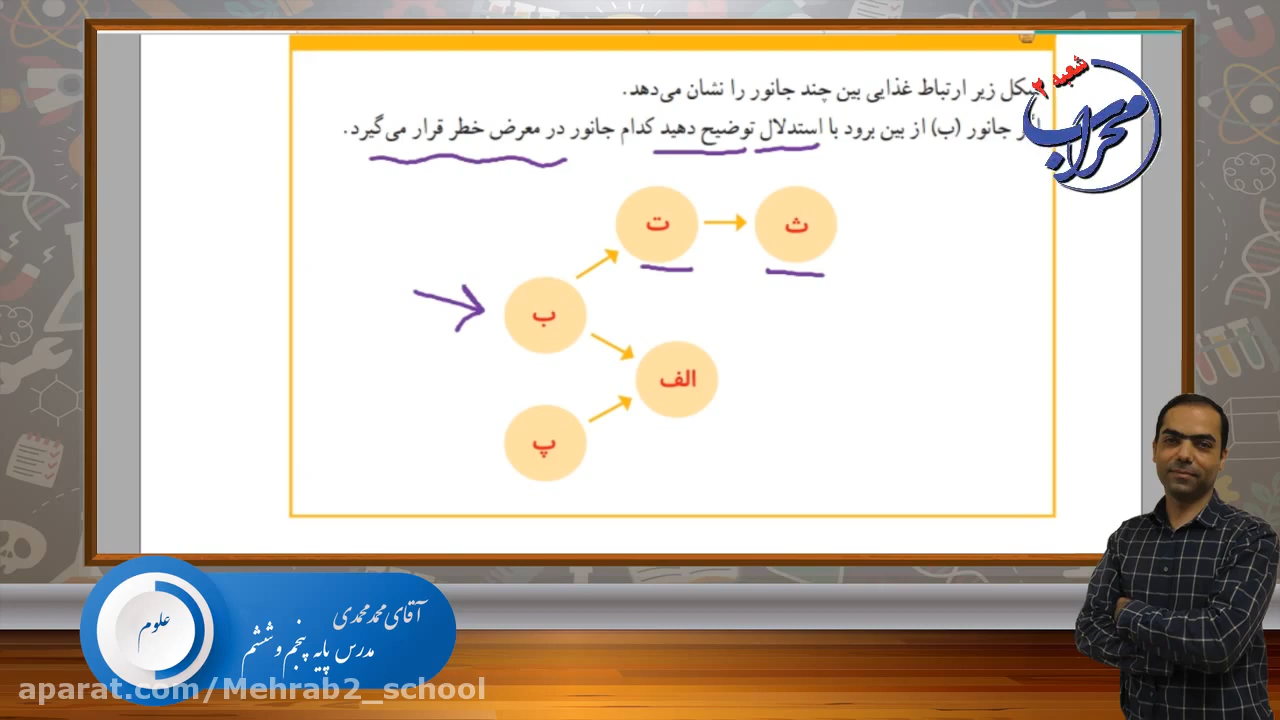 شکل زیر ارتباط غذایی بین چند جانور را نشان می‌دهد.
اگر جانور (ب) از بین برود با استدلال توضیح دهید کدام جانور در معرض خطر قرار می‌گیرد.
ت
ث
ب
الف
پ
شعبه ۲
محراب
علوم
آقای محمد محمدی
مدرس پایه پنجم و ششم
aparat.com/Mehrab2_school